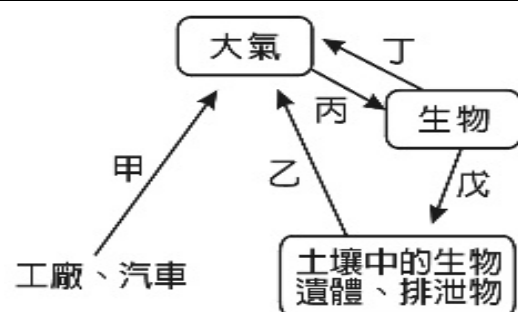 大氣
丁
丙
生物
甲
乙
戊
工廠、汽車
土壤中的生物
遺體、排泄物